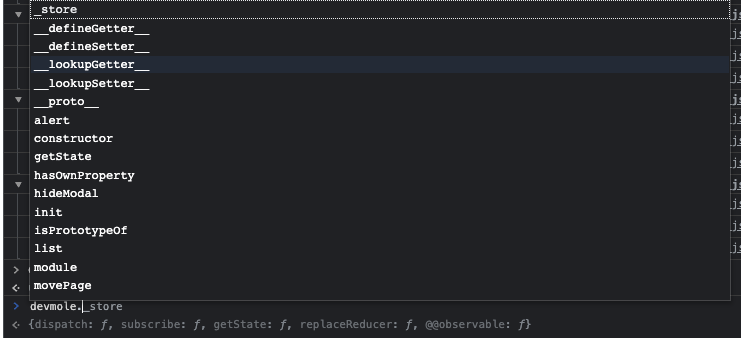 _store
__defineGetter__
__defineSetter__
__lookupGetter__
__lookupSetter__
__proto__
alert
constructor
getState
hasOwnProperty
hideModal
init
isPrototypeOf
list
module
movePage
devmole._store
{dispatch: ƒ, subscribe: ƒ, getState: ƒ, replaceReducer: ƒ, @@observable: ƒ}